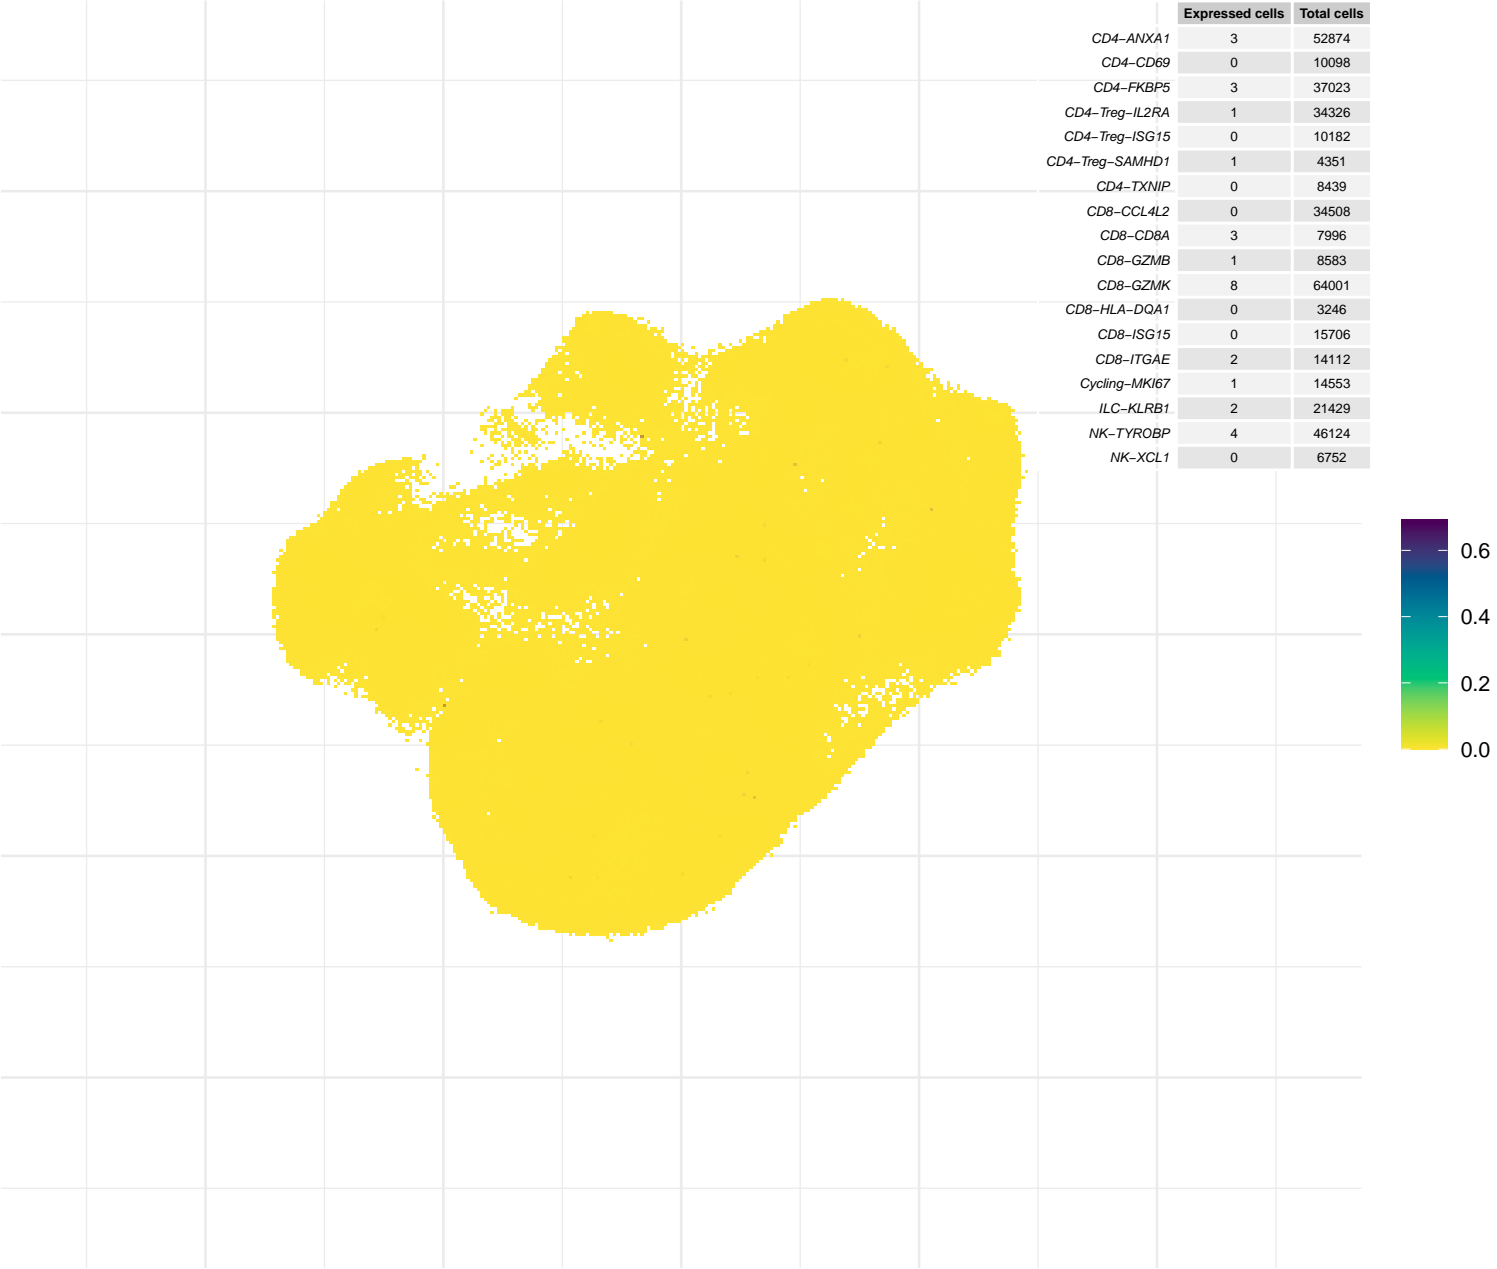 Expressed cells Total cells
CD4−ANXA1 3 52874
CD4−CD69 0 10098
CD4−FKBP5 3 37023
CD4−Treg−IL2RA 1 34326
CD4−Treg−ISG15 0 10182
CD4−Treg−SAMHD1 1 4351
CD4−TXNIP 0 8439
CD8−CCL4L2 0 34508
CD8−CD8A 3 7996
CD8−GZMB 1 8583
CD8−GZMK 8 64001
CD8−HLA−DQA1 0 3246
CD8−ISG15 0 15706
CD8−ITGAE 2 14112
Cycling−MKI67 1 14553
ILC−KLRB1 2 21429
NK−TYROBP 4 46124
NK−XCL1 0 6752
0.6
0.4
0.2
0.0